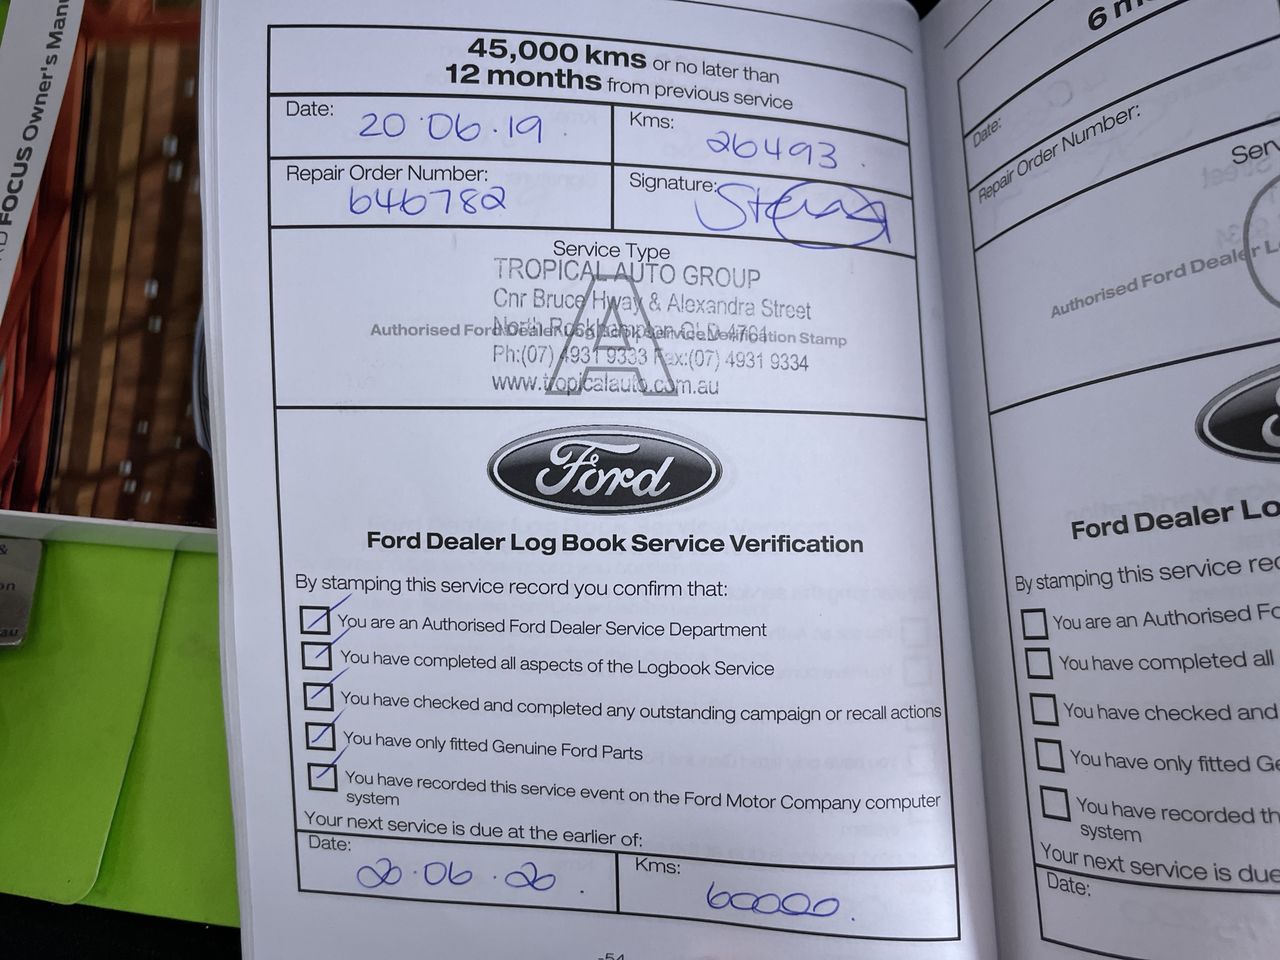 FOCUS Owner's Manu
45,000 kms or no later than
12 months from previous service
Date:
20.06.19.
Kms:
26493.
Repair Order Number:
646782
Signature:
Service Type
A
TROPICAL AUTO GROUP
Cnr Bruce Hway & Alexandra Street
North Rockhampton QLD 4701
Authorised Ford Dealer Log Book Service Verification Stamp
Ph:(07) 4931 9333 Fax:(07) 4931 9334
www.tropicalauto.com.au
Ford
Ford Dealer Log Book Service Verification
By stamping this service record you confirm that:
You are an Authorised Ford Dealer Service Department
You have completed all aspects of the Logbook Service
You have checked and completed any outstanding campaign or recall actions
You have only fitted Genuine Ford Parts
You have recorded this service event on the Ford Motor Company computer
system
Your next service is due at the earlier of:
Date:
20.06.20.
Kms:
60000.
-54
6 m
Date:
Repair Order Number:
Ser
Authorised Ford Dealer L
Ford Dealer Lo
By stamping this service rec
You are an Authorised Fo
You have completed all
You have checked and
You have only fitted Ge
You have recorded th
system
Your next service is due
Date: